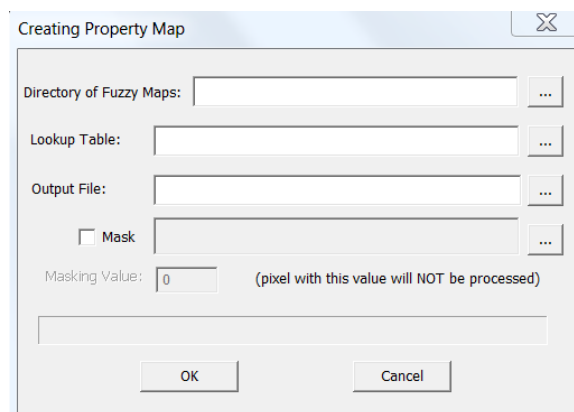 Creating Property Map
Directory of Fuzzy Maps: ...
Lookup Table: ...
Output File: ...
Mask ...
Masking Value: 0 (pixel with this value will NOT be processed)
OK Cancel